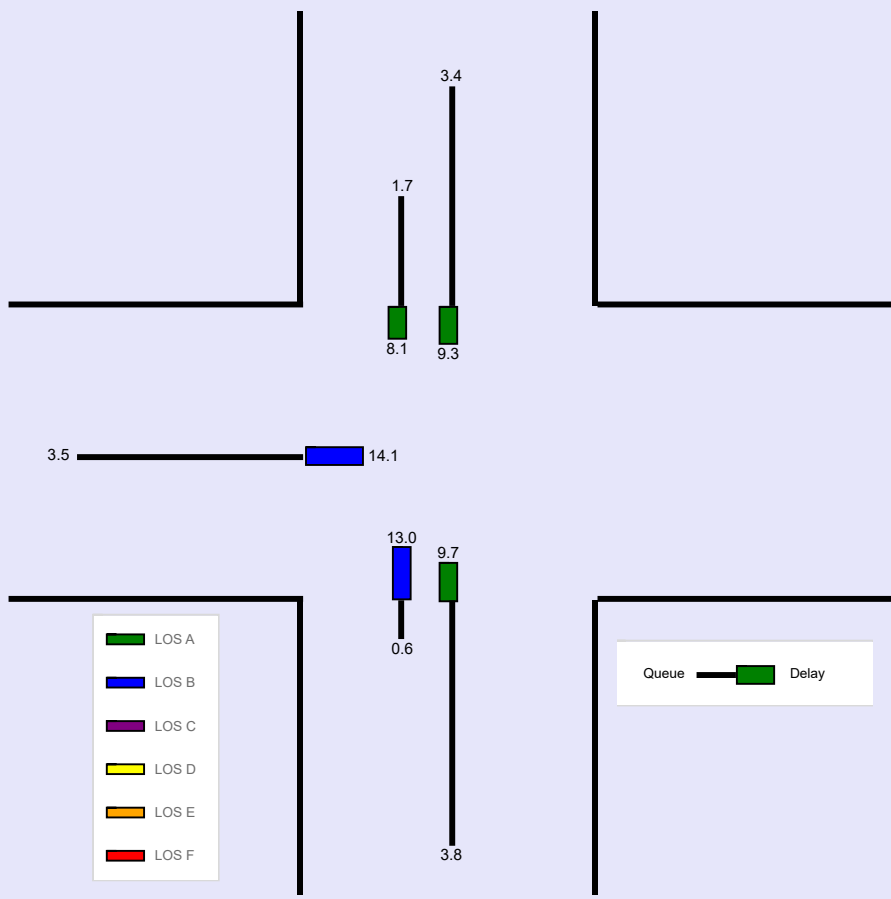 3.4
1.7
8.1
9.3
3.5
14.1
13.0
9.7
0.6
3.8
LOS A
LOS B
LOS C
LOS D
LOS E
LOS F
Queue
Delay